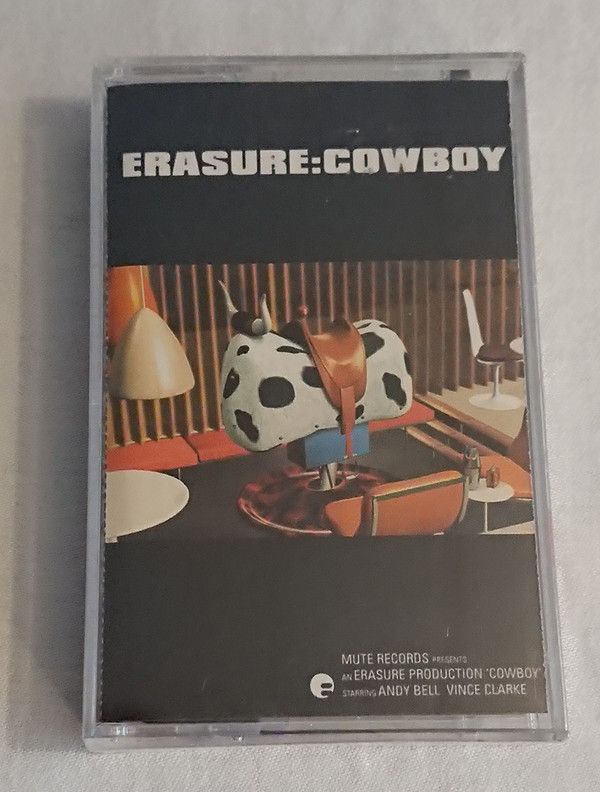 ERASURE:COWBOY
MUTE RECORDS PRESENTS
AN ERASURE PRODUCTION 'COWBOY'
e STARRING ANDY BELL VINCE CLARKE